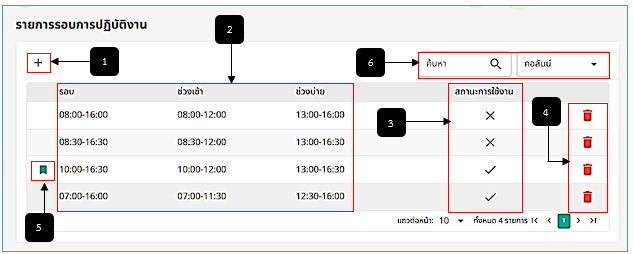 รายการรอบการปฏิบัติงาน
2
1
6
ค้นหา
คอลัมน์
รอบ ช่วงเช้า ช่วงบ่าย สถานะการใช้งาน
08:00-16:00 08:00-12:00 13:00-16:00
3
4
08:30-16:30 08:30-12:00 13:00-16:30
10:00-16:30 10:00-12:00 13:00-16:30
07:00-16:00 07:00-11:30 12:30-16:00
5
แถวต่อหน้า: 10 ทั้งหมด 4 รายการ 1